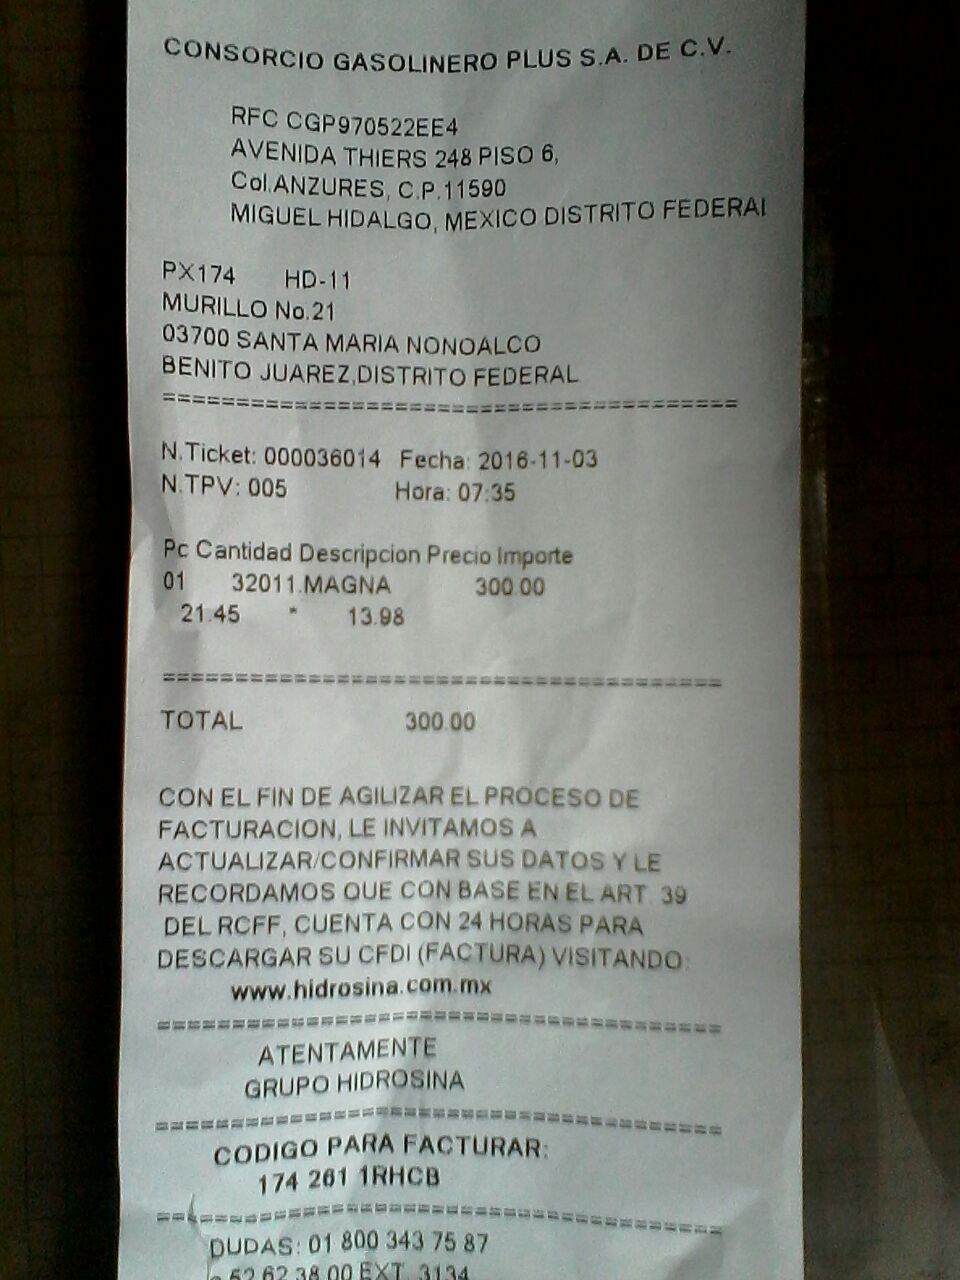 CONSORCIO GASOLINERO PLUS S.A. DE C.V.
RFC CGP970522EE4
AVENIDA THIERS 248 PISO 6,
Col.ANZURES, C.P.11590
MIGUEL HIDALGO, MEXICO DISTRITO FEDERAl
PX174 HD-11
MURILLO No.21
03700 SANTA MARIA NONOALCO
BENITO JUAREZ,DISTRITO FEDERAL
=======================================
N.Ticket: 000036014 Fecha: 2016-11-03
N.TPV: 005 Hora: 07:35
Pc Cantidad Descripcion Precio Importe
01 32011.MAGNA 300.00
21.45 * 13.98
======================================
TOTAL 300.00
CON EL FIN DE AGILIZAR EL PROCESO DE
FACTURACION, LE INVITAMOS A
ACTUALIZAR/CONFIRMAR SUS DATOS Y LE
RECORDAMOS QUE CON BASE EN EL ART. 39
DEL RCFF, CUENTA CON 24 HORAS PARA
DESCARGAR SU CFDI (FACTURA) VISITANDO:
www.hidrosina.com.mx
======================================
ATENTAMENTE
GRUPO HIDROSINA
======================================
CODIGO PARA FACTURAR:
174 261 1RHCB
======================================
DUDAS: 01 800 343 75 87
o 52 62 38 00 EXT. 3134